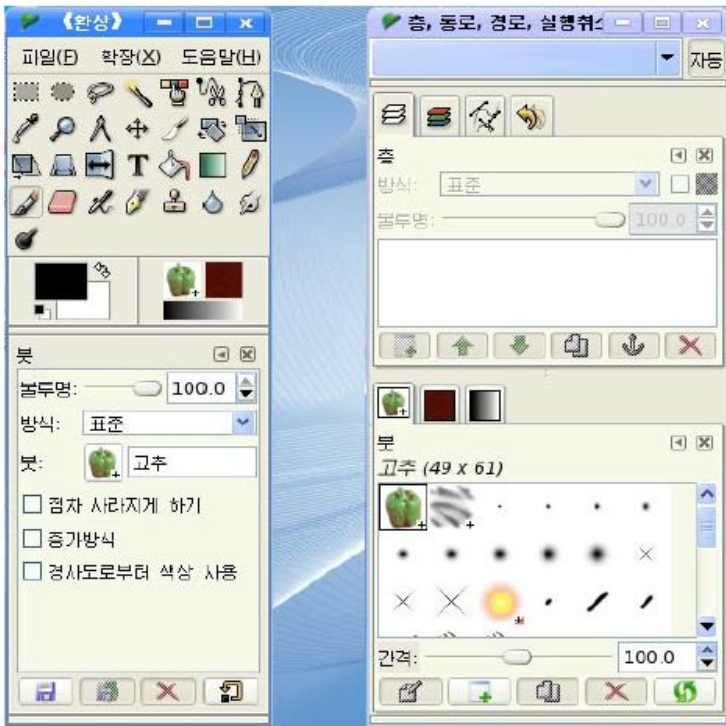 《환상》
피일(F) 확장(X) 도움말(H)
붓
불투명: 100.0
방식: 표준
붓: 고추
점차 사라지게 하기
증가방식
경사도로부터 색상 사용
층, 통로, 경로, 실행취소
자동
층
방식: 표준
불투명: 100.0
붓
고추 (49 x 61)
간격: 100.0